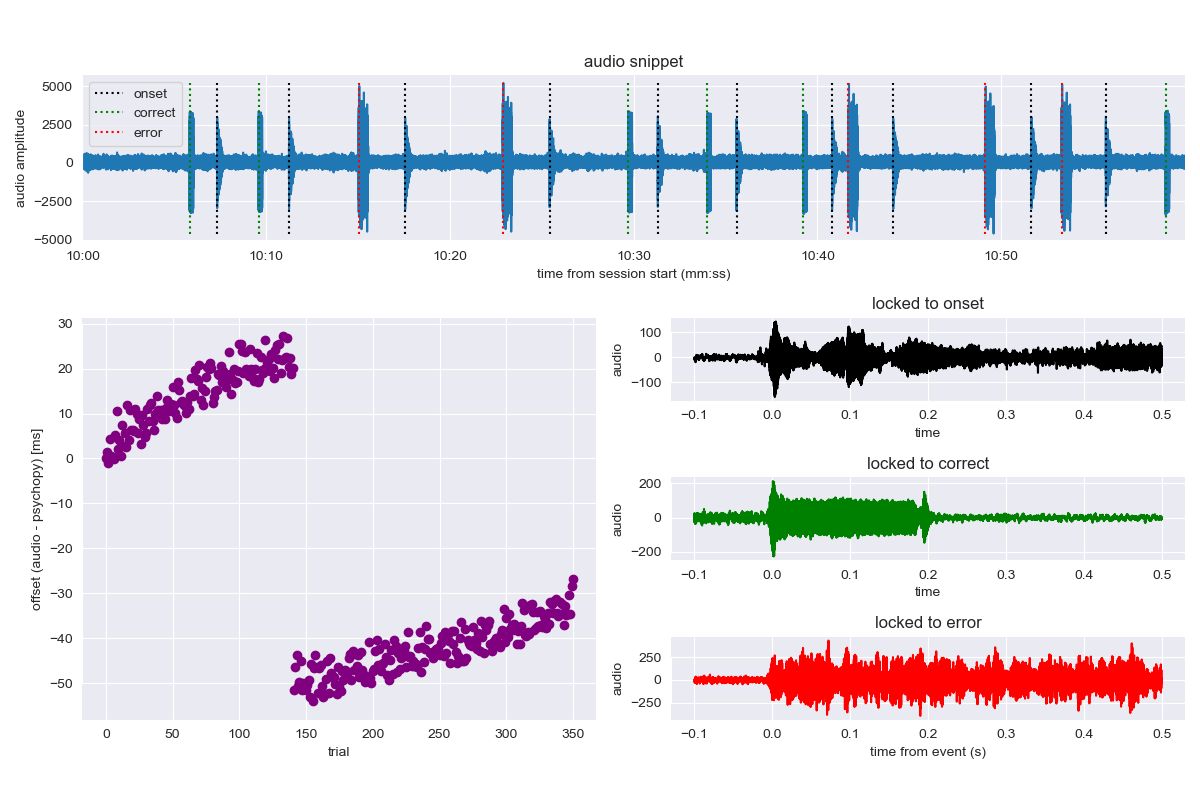 audio snippet
audio amplitude
5000
2500
0
−2500
−5000
onset
correct
error
10:00 10:10 10:20 10:30 10:40 10:50
time from session start (mm:ss)
offset (audio - psychopy) [ms]
30
20
10
0
−10
−20
−30
−40
−50
0 50 100 150 200 250 300 350
trial
locked to onset
audio
100
0
−100
−0.1 0.0 0.1 0.2 0.3 0.4 0.5
time
locked to correct
audio
200
0
−200
−0.1 0.0 0.1 0.2 0.3 0.4 0.5
time
locked to error
audio
250
0
−250
−0.1 0.0 0.1 0.2 0.3 0.4 0.5
time from event (s)